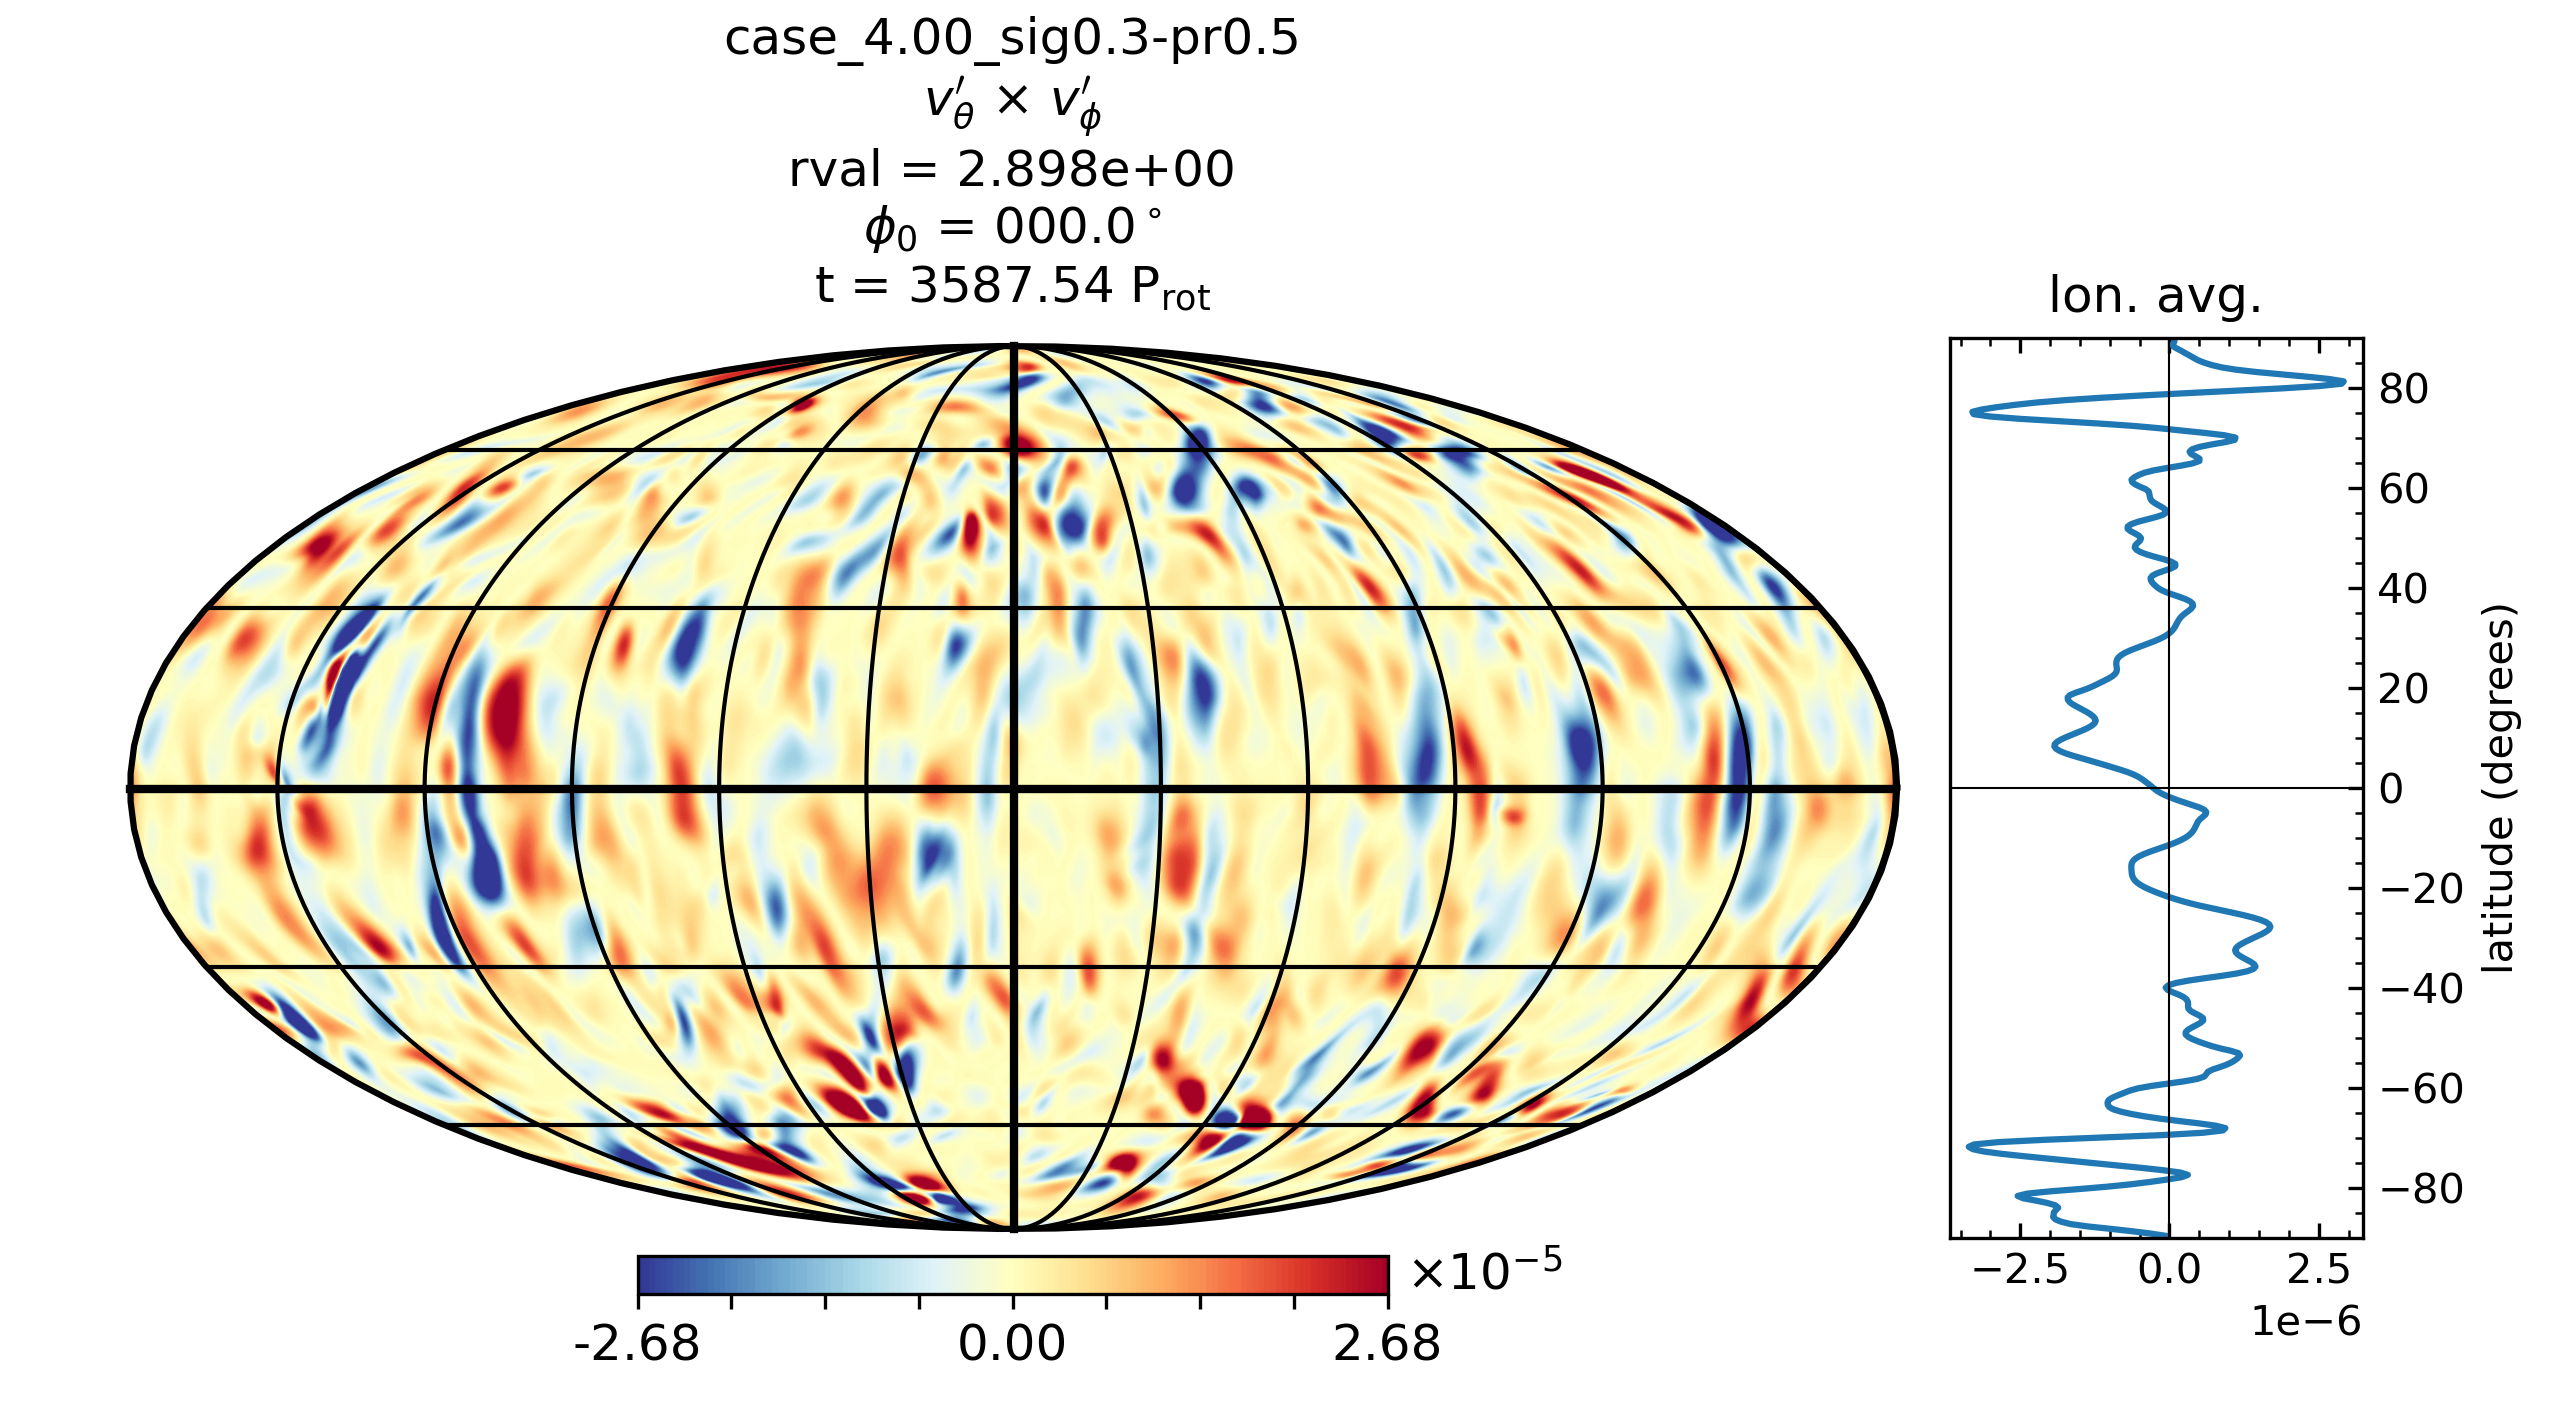 case_4.00_sig0.3-pr0.5
v′θ × v′ϕ
rval = 2.898e+00
ϕ0 = 000.0°
t = 3587.54 Prot
lon. avg.
80
60
40
20
0
−20
−40
−60
−80
latitude (degrees)
−2.5 0.0 2.5
1e−6
×10−5
-2.68 0.00 2.68